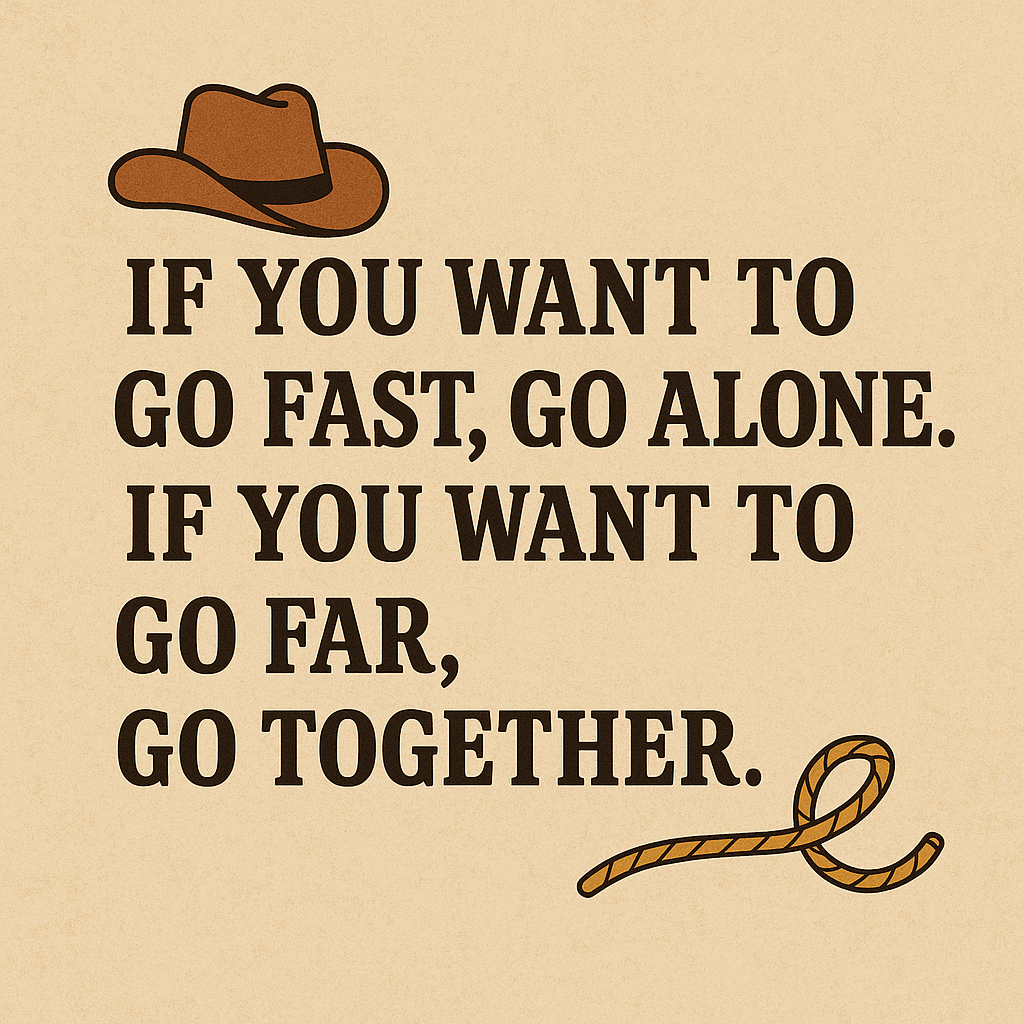 IF YOU WANT TO
GO FAST, GO ALONE.
IF YOU WANT TO
GO FAR,
GO TOGETHER.